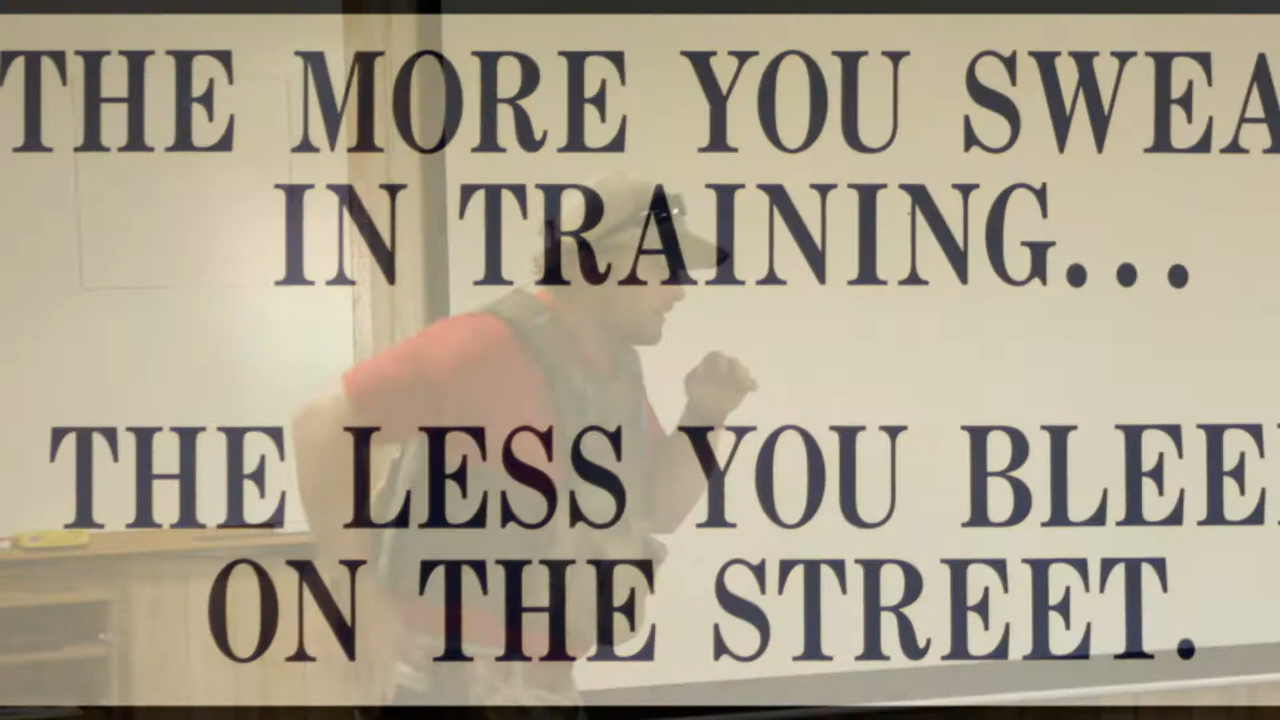 THE MORE YOU SWEA
IN TRAINING...
THE LESS YOU BLEE
ON THE STREET.